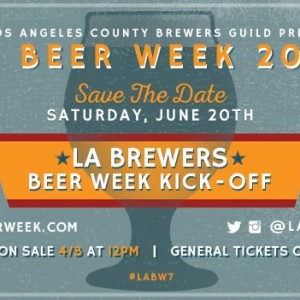 OS ANGELES COUNTY BREWERS GUILD PRE
BEER WEEK 20
Save The Date
SATURDAY, JUNE 20TH
★LA BREWERS★
BEER WEEK KICK-OFF
RWEEK.COM
@LA
ON SALE 4/3 AT 12PM | GENERAL TICKETS O
#LABW7